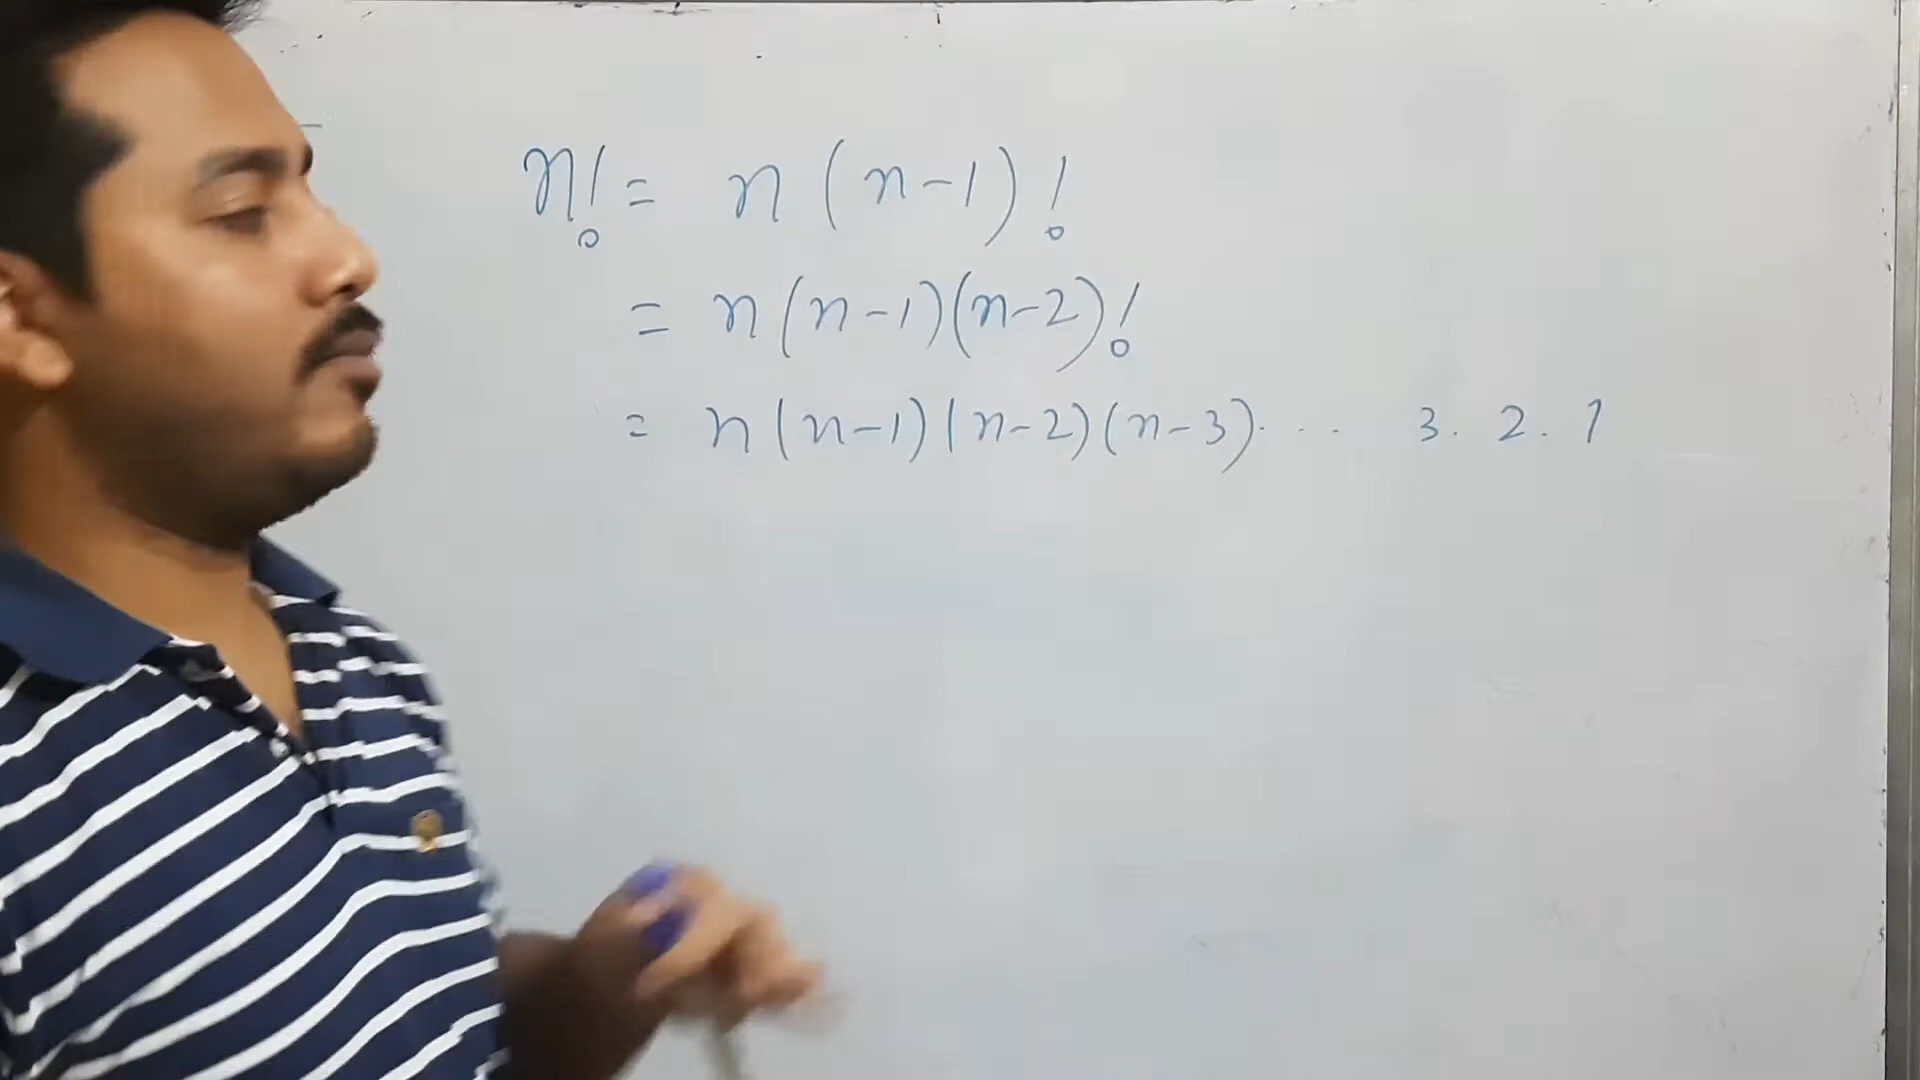 n! = n(n-1)!
= n(n-1)(n-2)!
= n(n-1)(n-2)(n-3)... 3.2.1